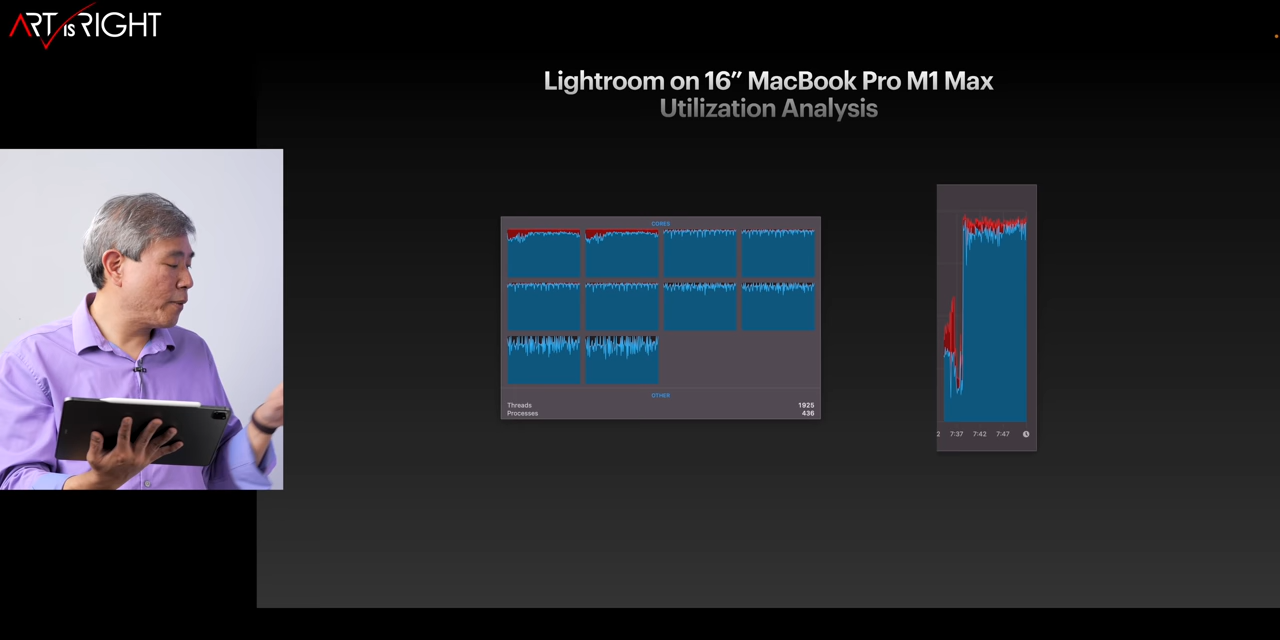 ART IS RIGHT
Lightroom on 16” MacBook Pro M1 Max
Utilization Analysis
CORES
OTHER
Threads 1925
Processes 436
2 7:37 7:42 7:47